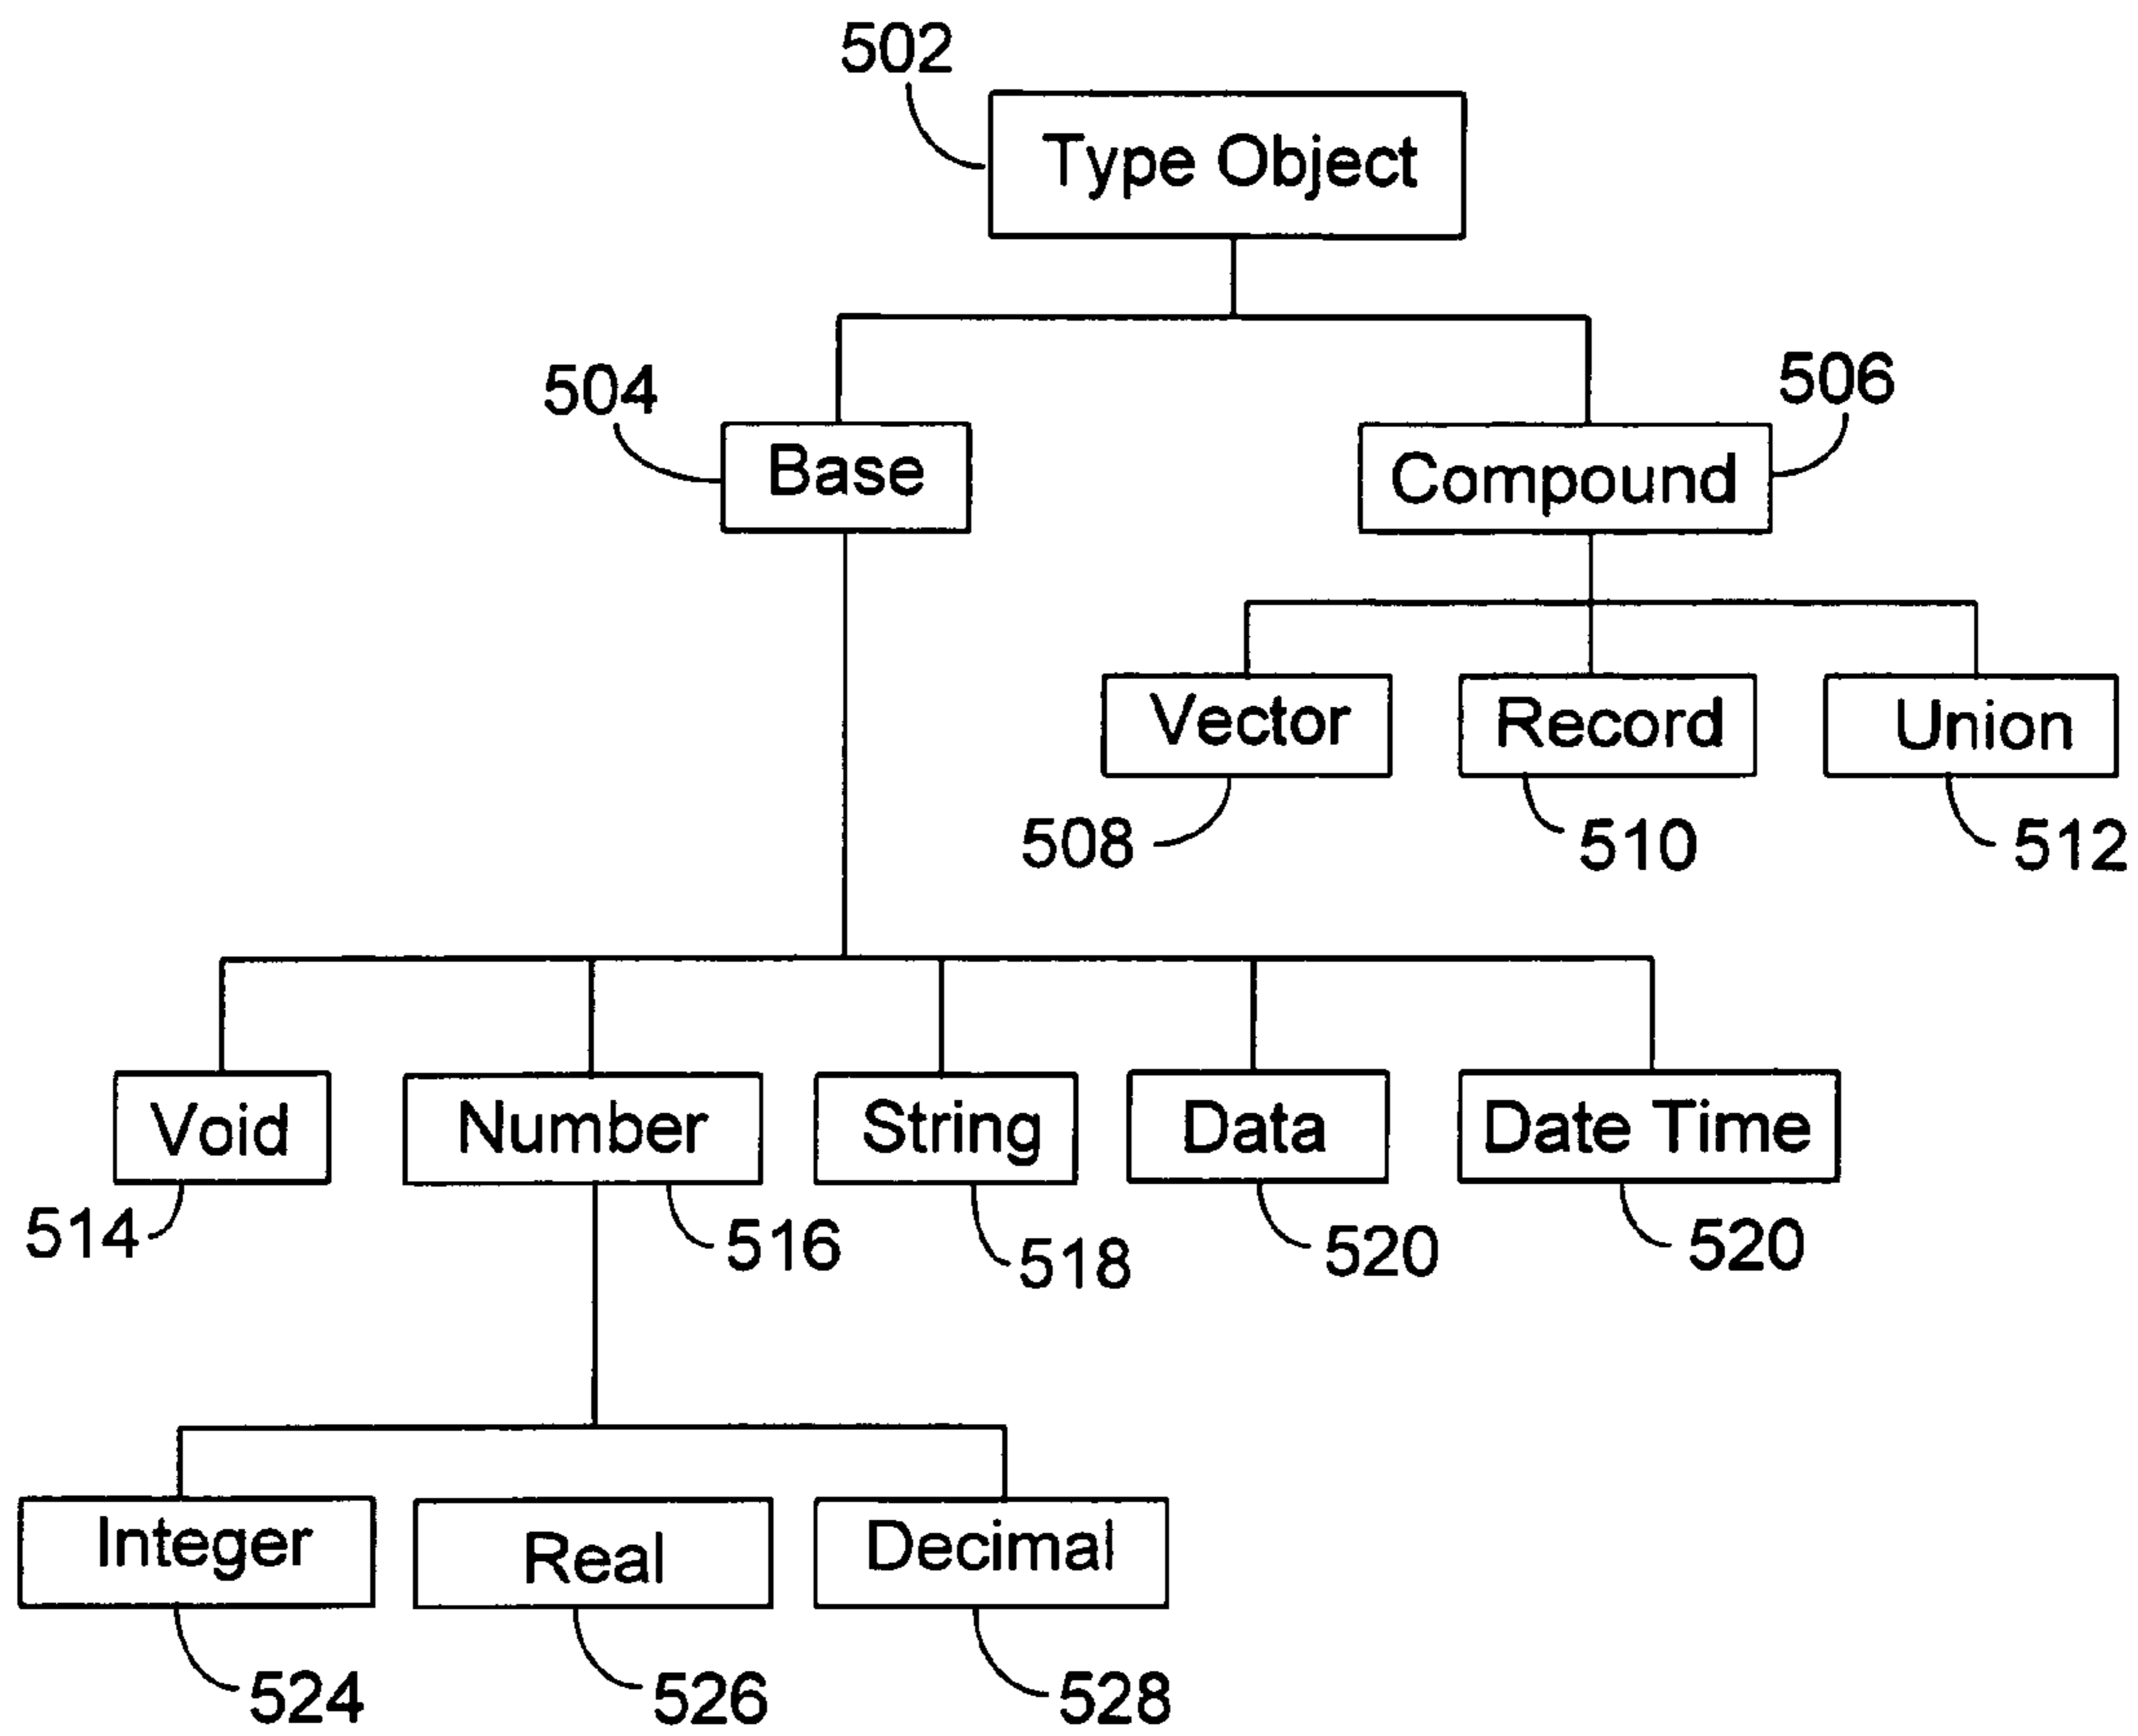 502
Type Object
504
506
Base
Compound
Vector
Record
Union
508
510
512
Void
Number
String
Data
Date Time
514
516
518
520
520
Integer
Real
Decimal
524
526
528